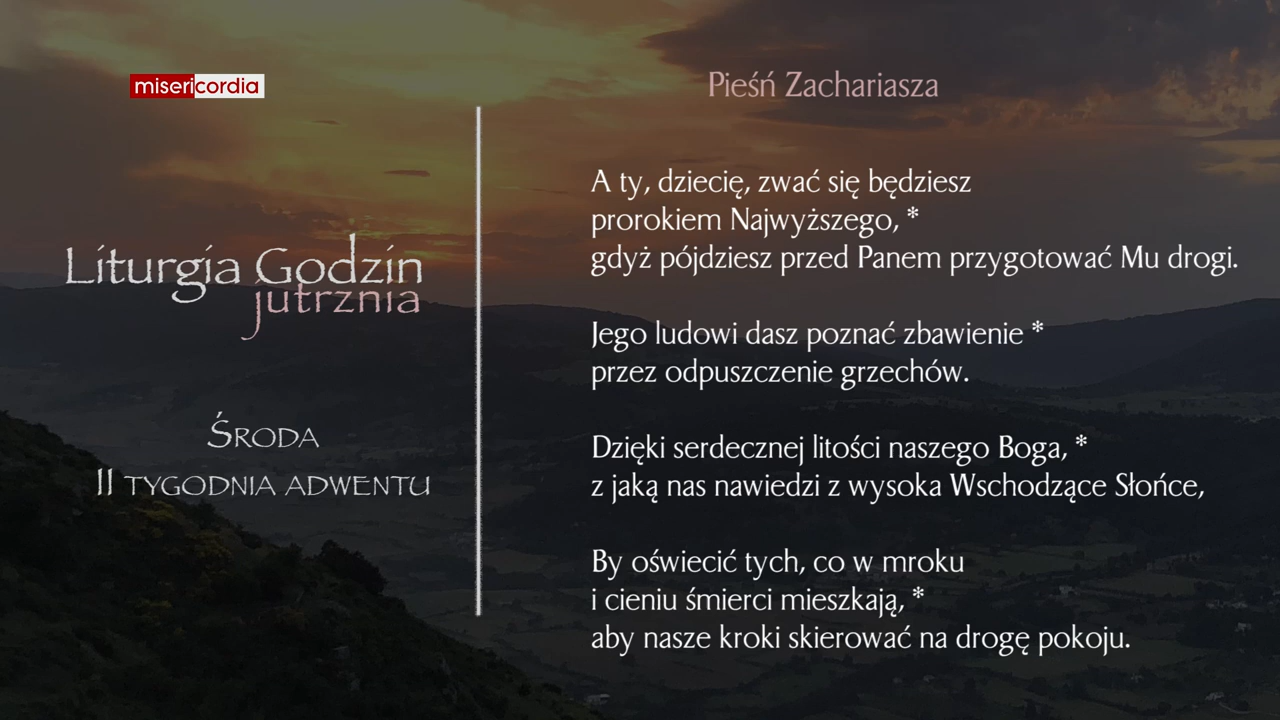 misericordia
Liturgia Godzin
jutrznia
Środa
II tygodnia adwentu
Pieśń Zachariasza
A ty, dziecię, zwać się będziesz
prorokiem Najwyższego, *
gdyż pójdziesz przed Panem przygotować Mu drogi.
Jego ludowi dasz poznać zbawienie *
przez odpuszczenie grzechów.
Dzięki serdecznej litości naszego Boga, *
z jaką nas nawiedzi z wysoka Wschodzące Słońce,
By oświecić tych, co w mroku
i cieniu śmierci mieszkają, *
aby nasze kroki skierować na drogę pokoju.